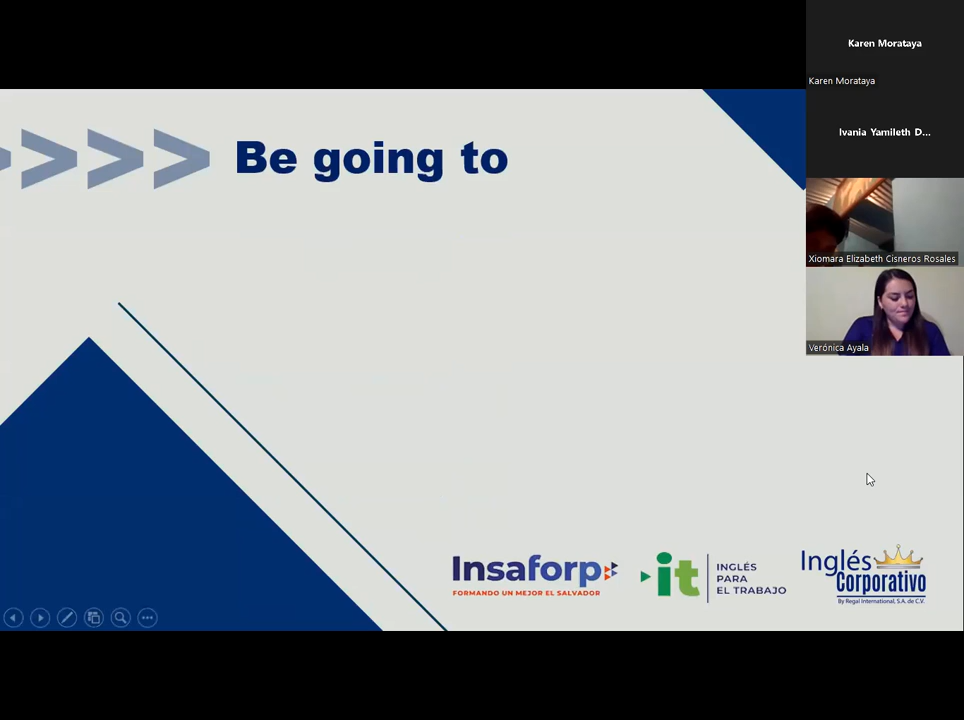 Karen Morataya
Karen Morataya
Ivania Yamileth D...
Xiomara Elizabeth Cisneros Rosales
Verónica Ayala
Be going to
Insaforp
FORMANDO UN MEJOR EL SALVADOR
it
INGLÉS
PARA
EL TRABAJO
Inglés
Corporativo
By Regal International, S.A. de C.V.